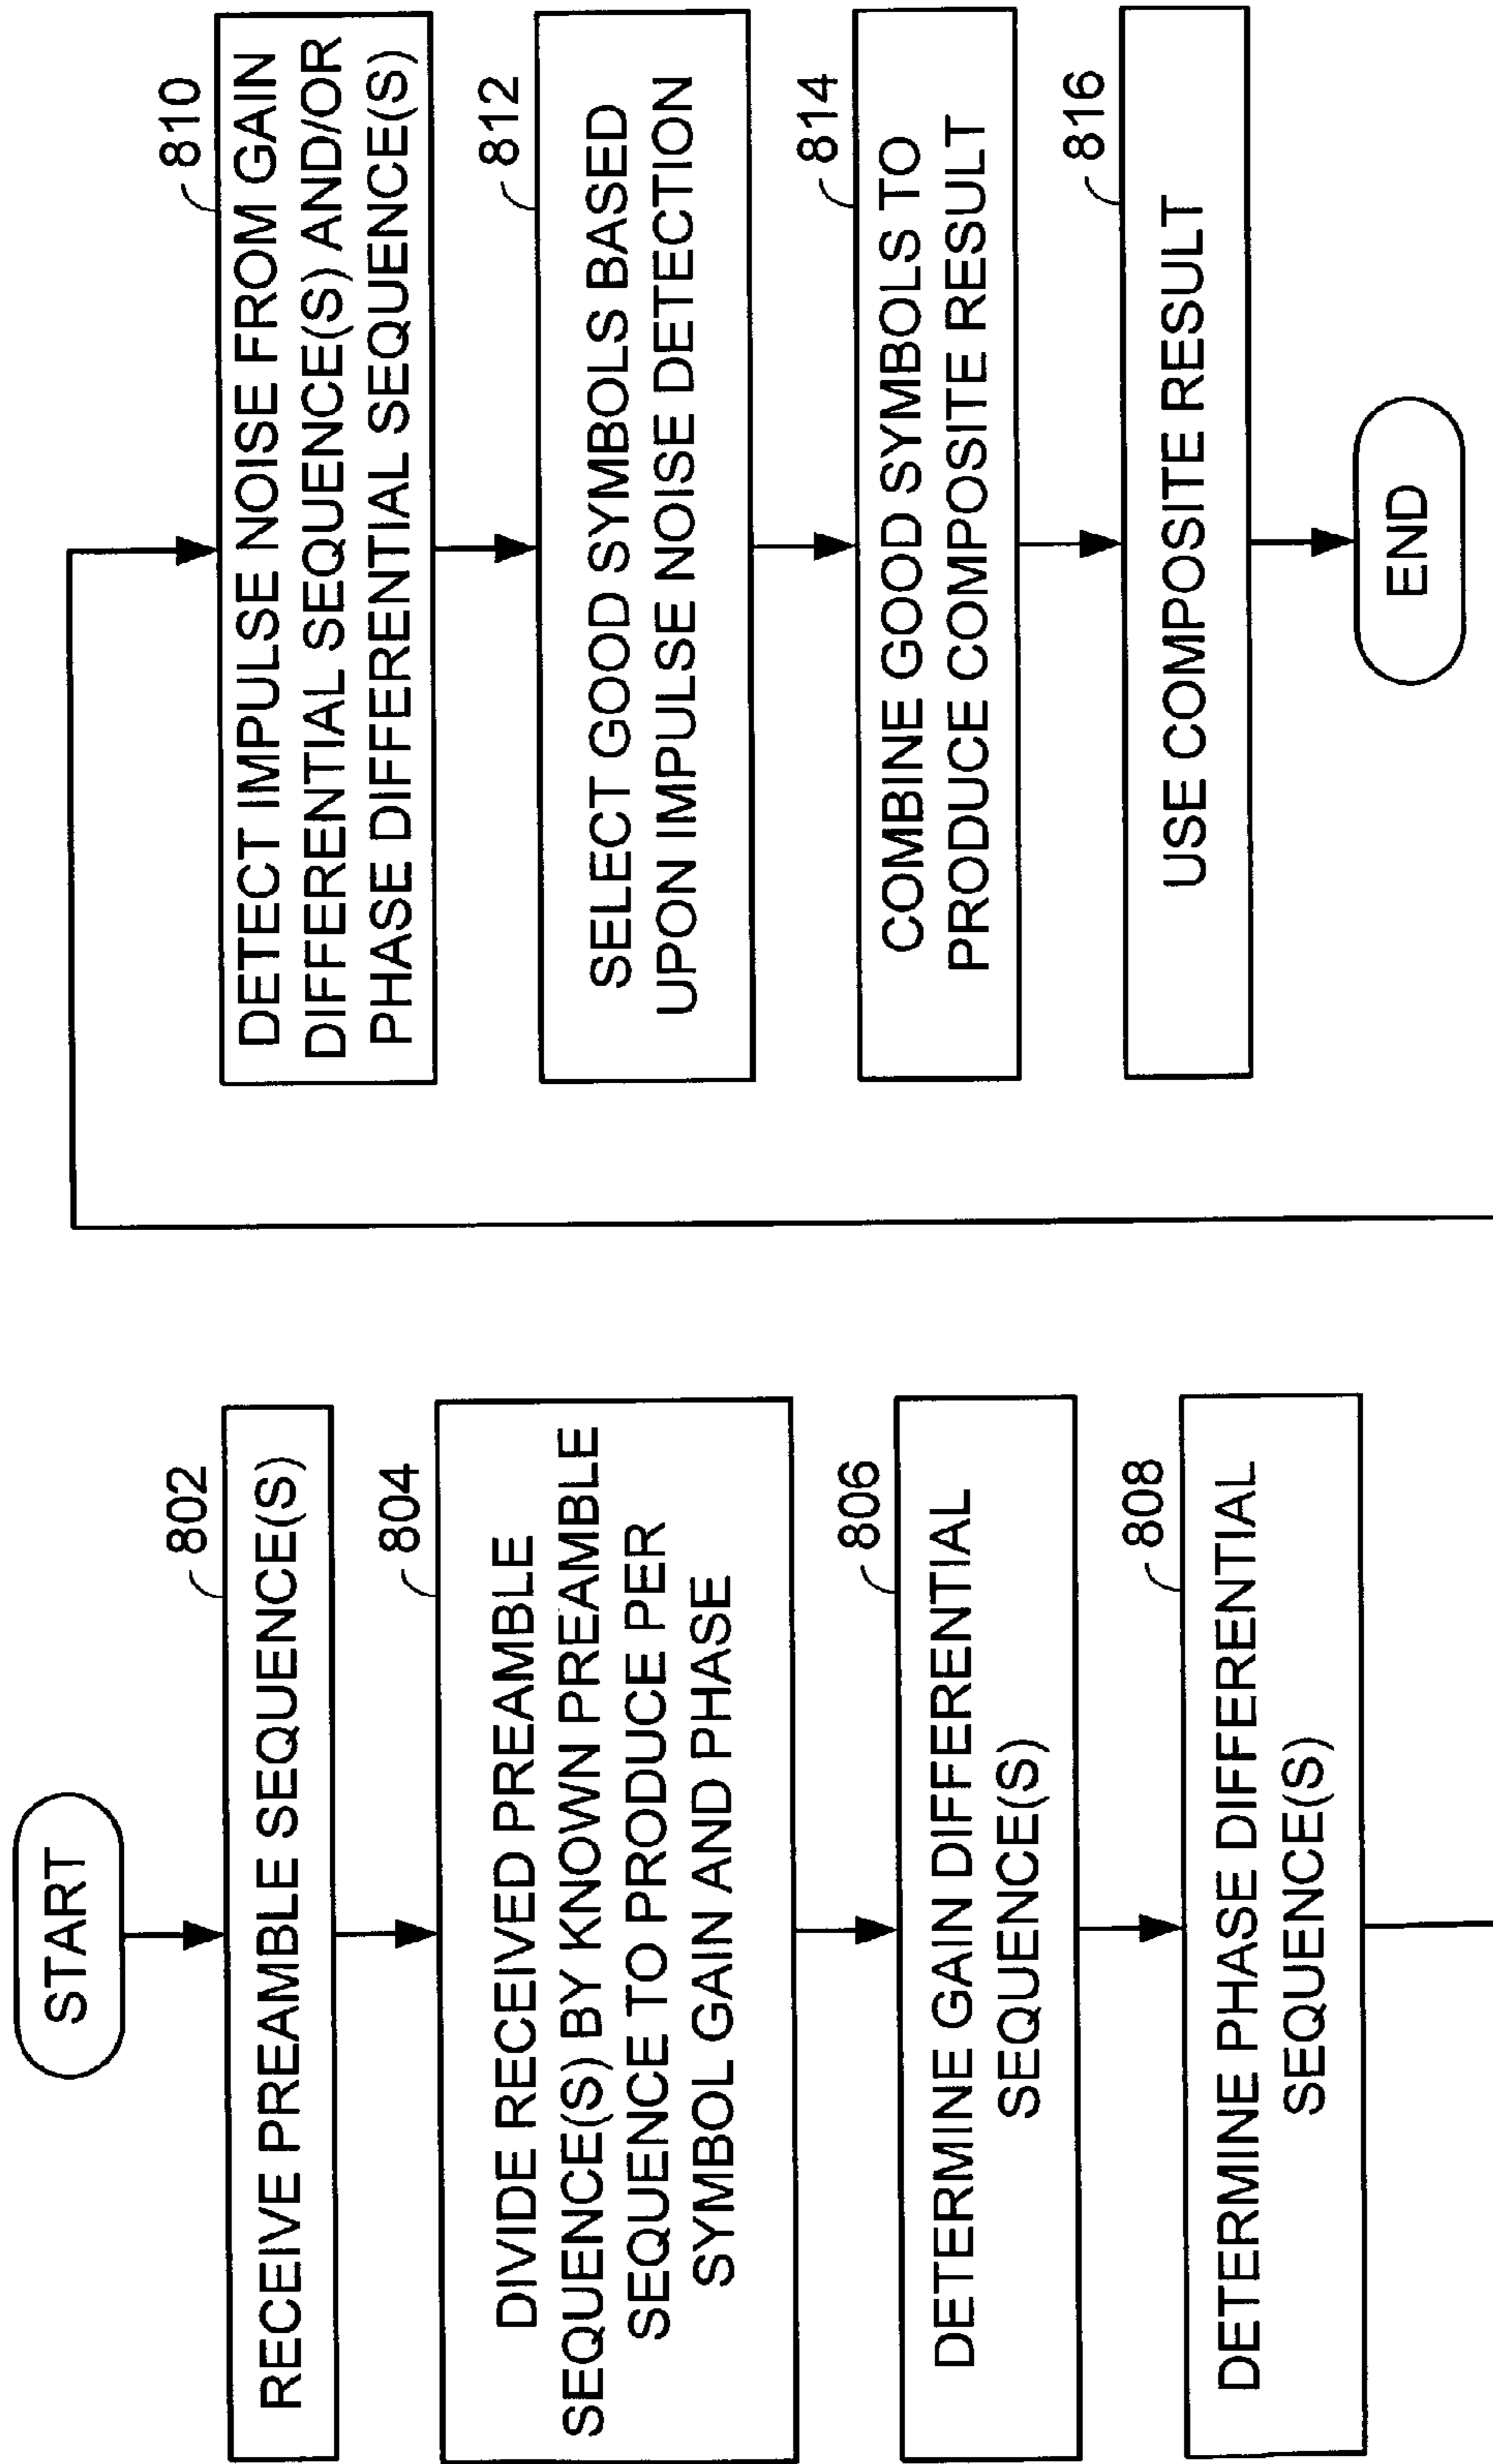 START
802
RECEIVE PREAMBLE SEQUENCE(S)
804
DIVIDE RECEIVED PREAMBLE
SEQUENCE(S) BY KNOWN PREAMBLE
SEQUENCE TO PRODUCE PER
SYMBOL GAIN AND PHASE
806
DETERMINE GAIN DIFFERENTIAL
SEQUENCE(S)
808
DETERMINE PHASE DIFFERENTIAL
SEQUENCE(S)
810
DETECT IMPULSE NOISE FROM GAIN
DIFFERENTIAL SEQUENCE(S) AND/OR
PHASE DIFFERENTIAL SEQUENCE(S)
812
SELECT GOOD SYMBOLS BASED
UPON IMPULSE NOISE DETECTION
814
COMBINE GOOD SYMBOLS TO
PRODUCE COMPOSITE RESULT
816
USE COMPOSITE RESULT
END